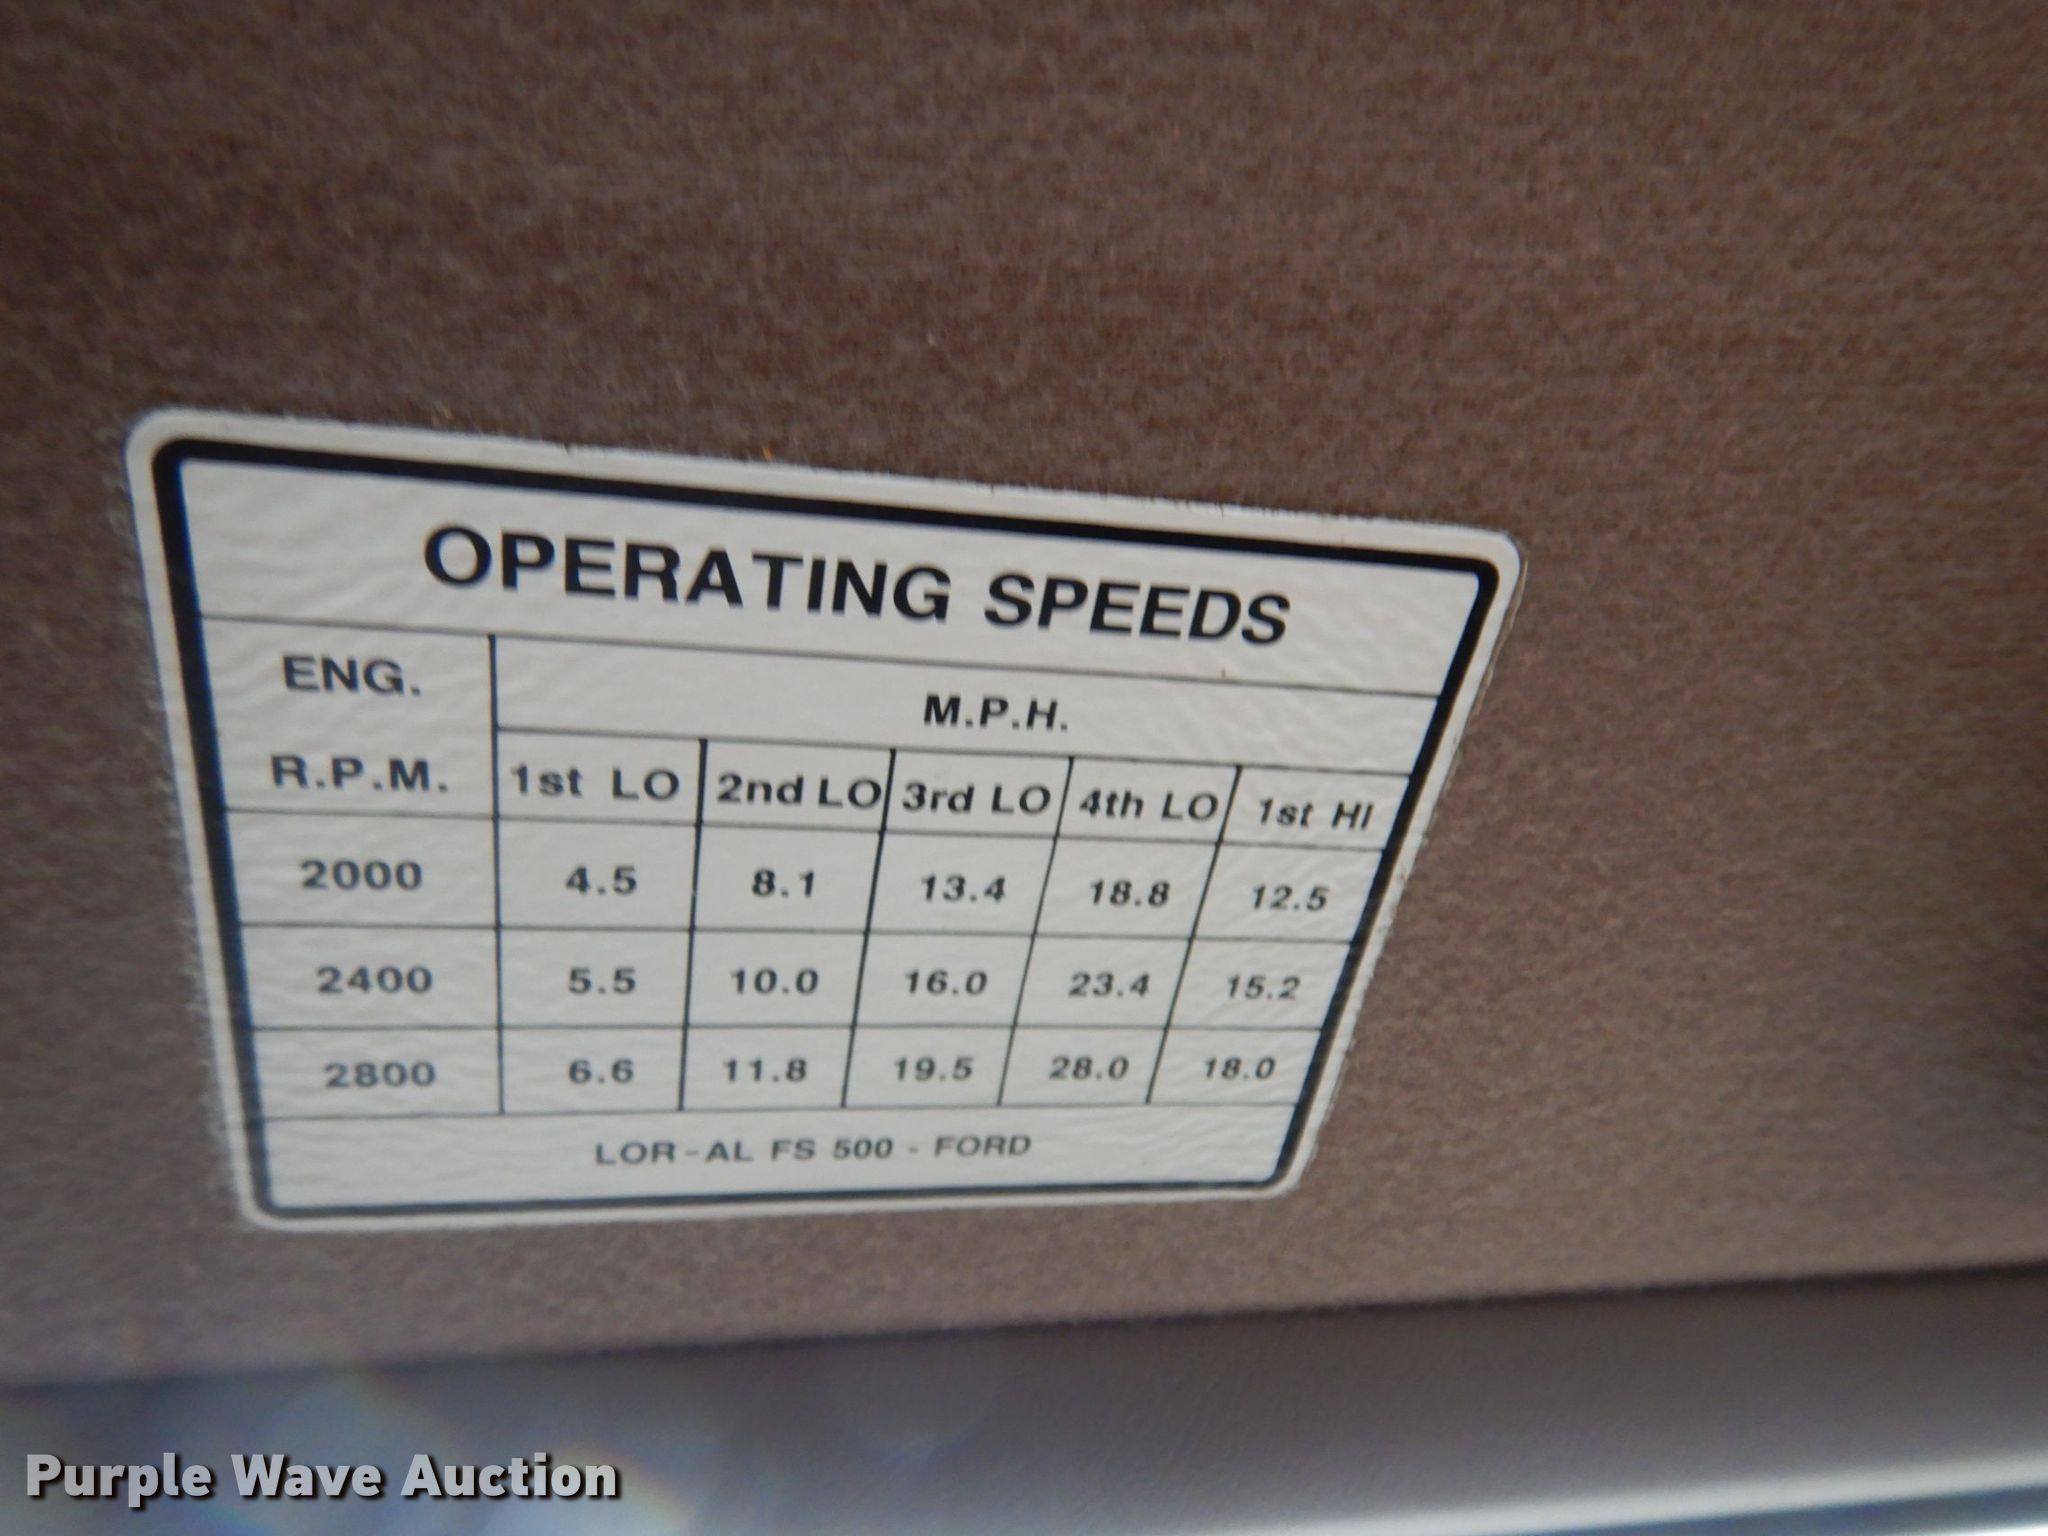 OPERATING SPEEDS
ENG. R.P.M.
M.P.H.
1st LO 2nd LO 3rd LO 4th LO 1st HI
2000 4.5 8.1 13.4 18.8 12.5
2400 5.5 10.0 16.0 23.4 15.2
2800 6.6 11.8 19.5 28.0 18.0
LOR-AL FS 500 - FORD
Purple Wave Auction